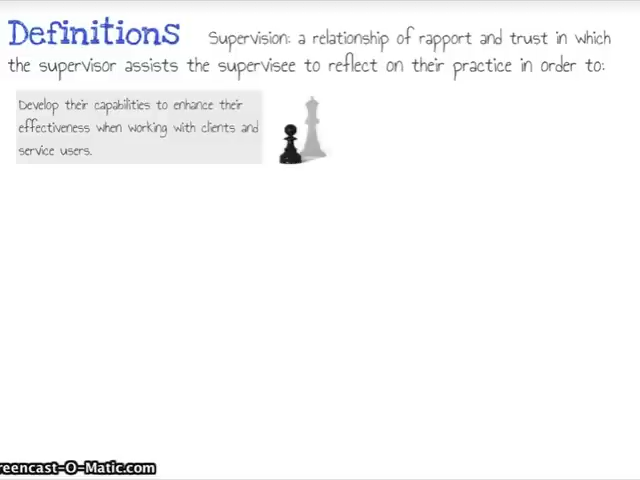 Definitions Supervision: a relationship of rapport and trust in which
the supervisor assists the supervisee to reflect on their practice in order to:
Develop their capabilities to enhance their
effectiveness when working with clients and
service users.
reencast-O-Matic.com